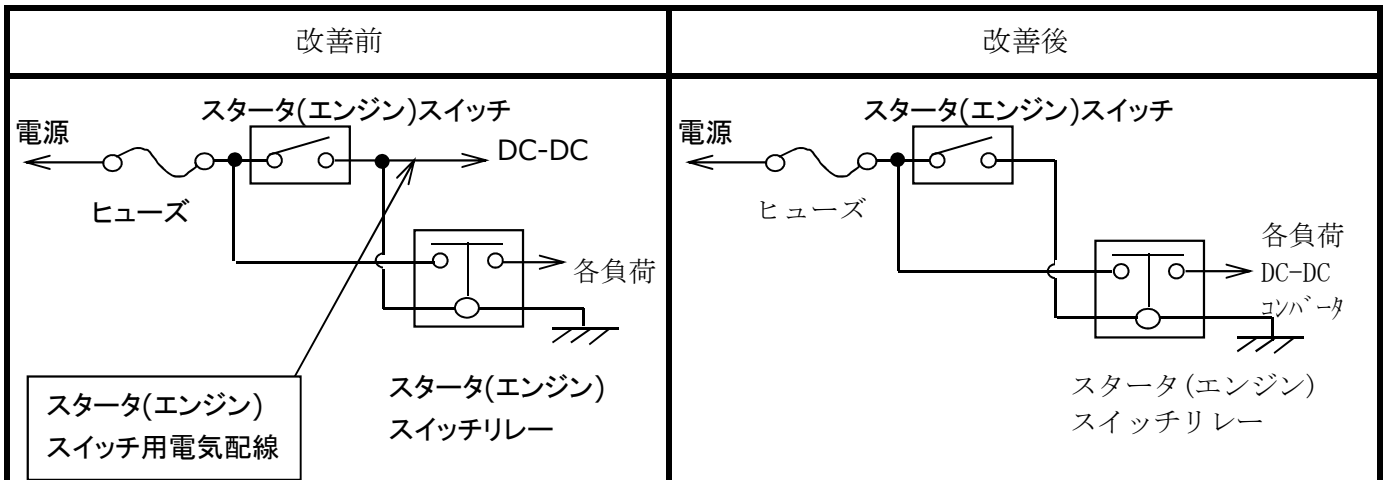 改善前
改善後
スタータ(エンジン)スイッチ
電源
DC-DC
ヒューズ
各負荷
スタータ(エンジン)
スイッチリレー
スタータ(エンジン)
スイッチ用電気配線
スタータ(エンジン)スイッチ
電源
ヒューズ
各負荷
DC-DC
コンバータ
スタータ(エンジン)
スイッチリレー